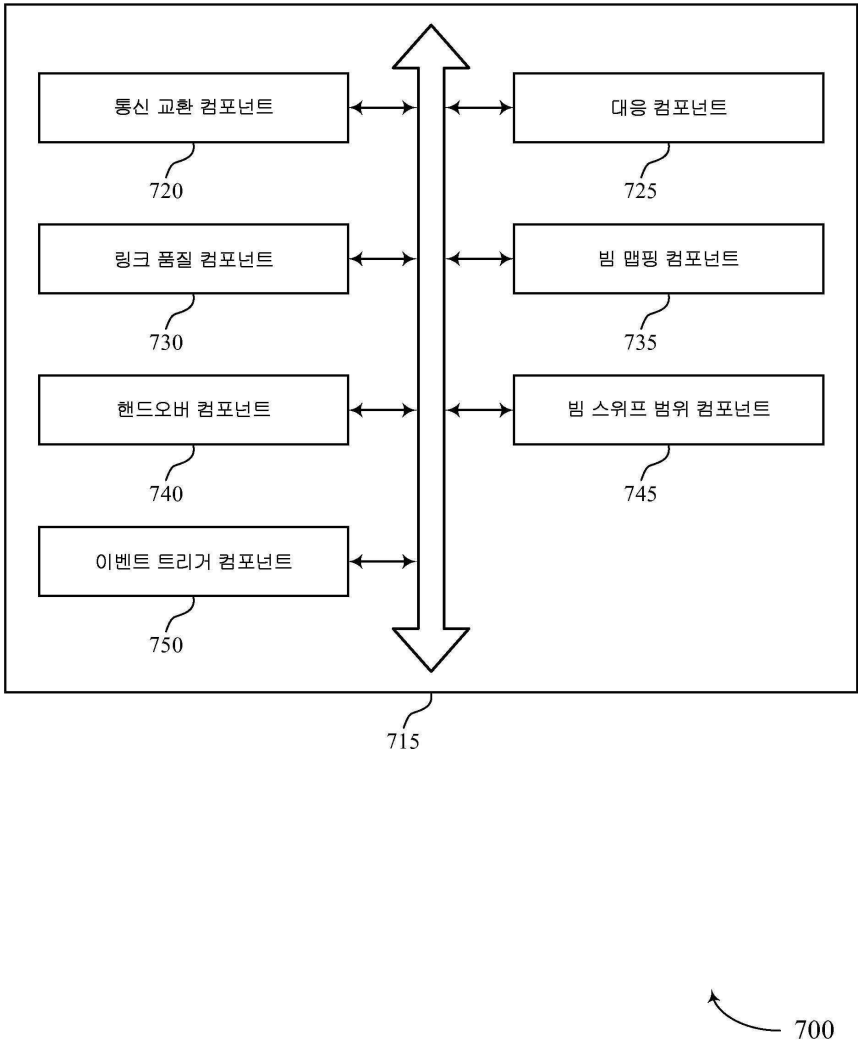 통신 교환 컴포넌트
대응 컴포넌트
720
725
링크 품질 컴포넌트
빔 맵핑 컴포넌트
730
735
핸드오버 컴포넌트
빔 스위프 범위 컴포넌트
740
745
이벤트 트리거 컴포넌트
750
715
700